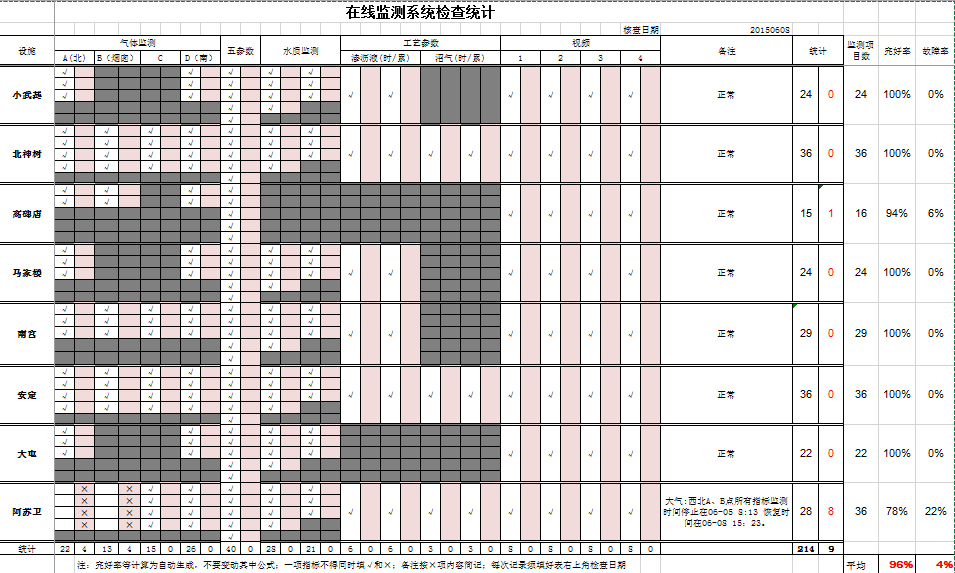 在线监测系统检查统计
核查日期 20150608
设施 气体监测 五参数 水质监测 工艺参数 视频 备注 统计 监测项目数 完好率 故障率
A(北) B(烟囱) C D(南) 渗沥液(时/累) 沼气(时/累) 1 2 3 4
小武基 正常 24 0 24 100% 0%
北神树 正常 36 0 36 100% 0%
高碑店 正常 15 1 16 94% 6%
马家楼 正常 24 0 24 100% 0%
南宫 正常 29 0 29 100% 0%
安定 正常 36 0 36 100% 0%
大屯 正常 22 0 22 100% 0%
阿苏卫 大气:西北A、B点所有指标监测
时间停止在06-05 8:13 恢复时
间在06-08 15:23。 28 8 36 78% 22%
统计 22 4 13 4 15 0 26 0 40 0 28 0 21 0 6 0 6 0 3 0 3 0 8 0 8 0 8 0 8 0 214 9
注:完好率等计算为自动生成,不要变动其中公式;一项指标不得同时填√和×;备注按×项内容简记;每次记录须填好表右上角检查日期 平均 96% 4%